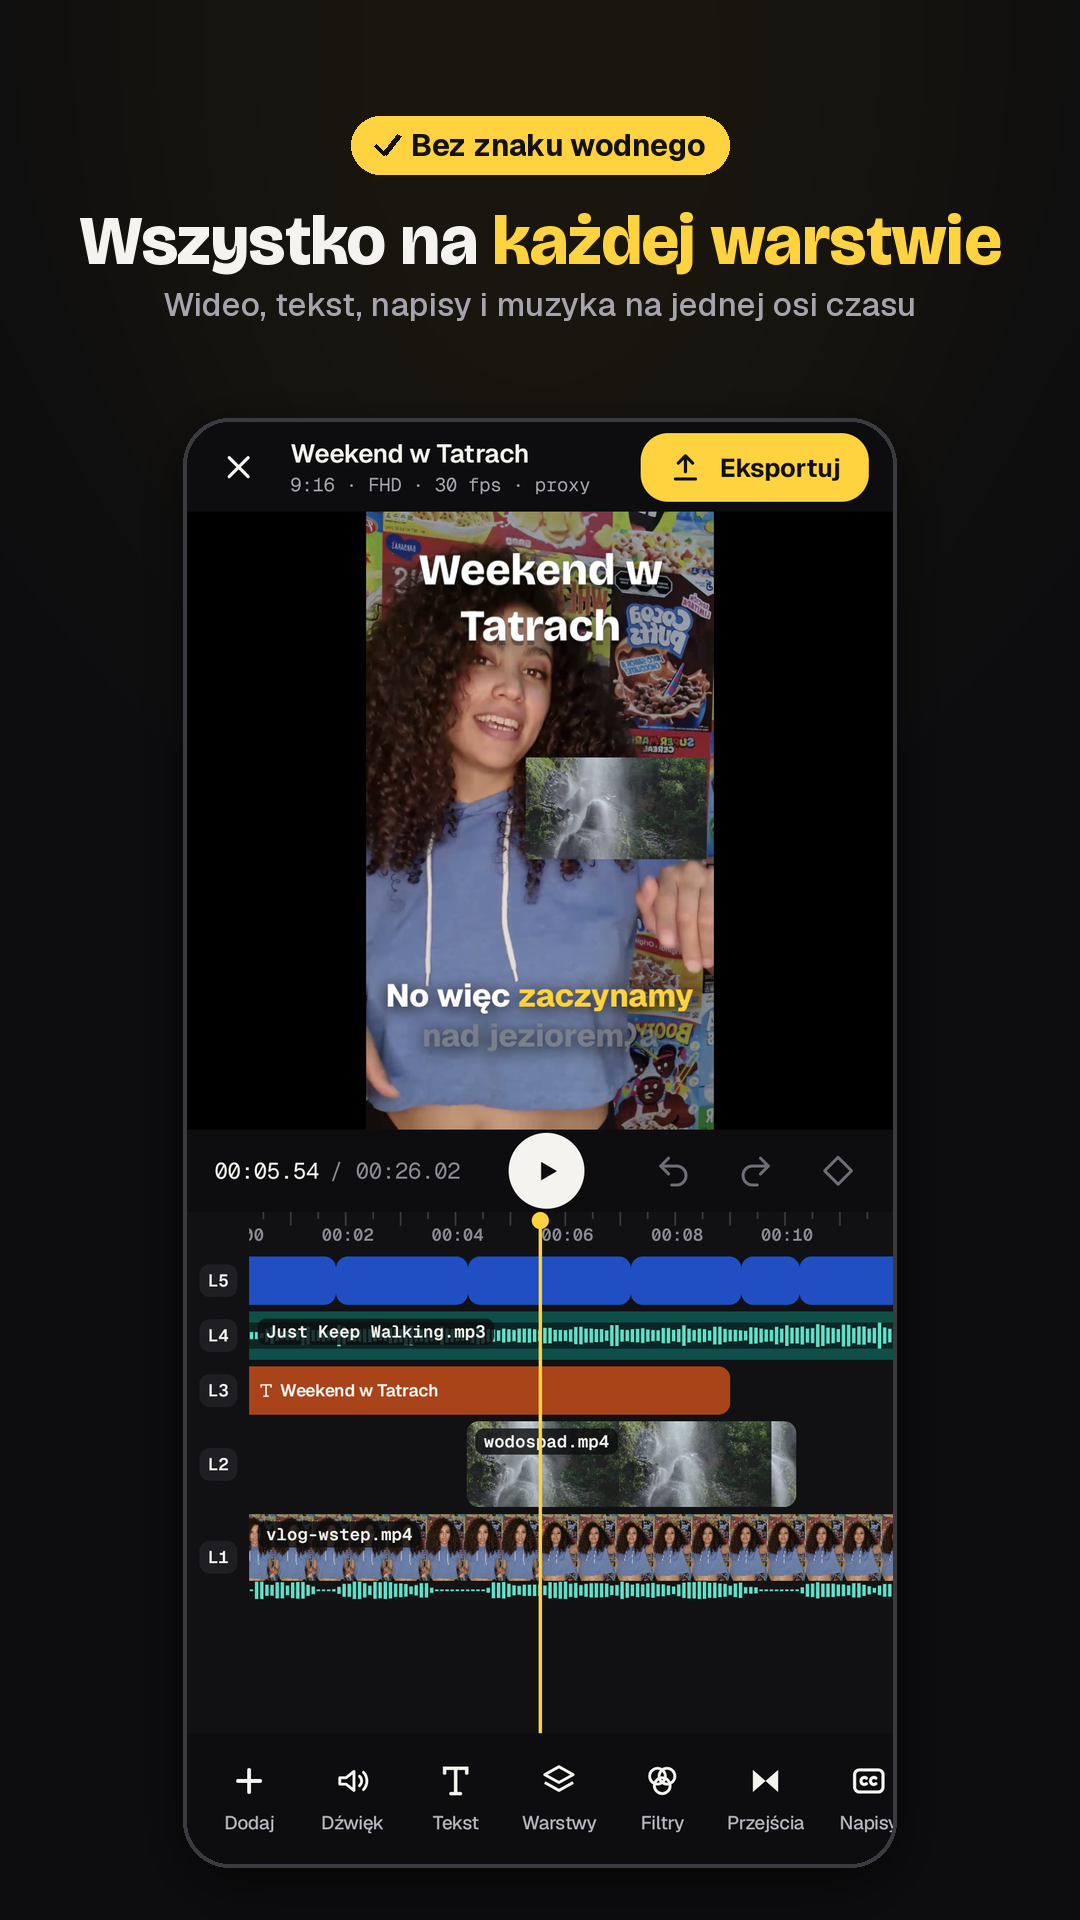 Bez znaku wodnego
Wszystko na każdej warstwie
Wideo, tekst, napisy i muzyka na jednej osi czasu
Weekend w Tatrach
9:16 · FHD · 30 fps · proxy
Eksportuj
Weekend w
Tatrach
No więc zaczynamy
nad jeziorem
00:05.54 / 00:26.02
00:02 00:04 00:06 00:08 00:10
L5
L4 Just Keep Walking.mp3
L3 T Weekend w Tatrach
L2 wodospad.mp4
L1 vlog-wstep.mp4
CC
Dodaj Dźwięk Tekst Warstwy Filtry Przejścia Napisy